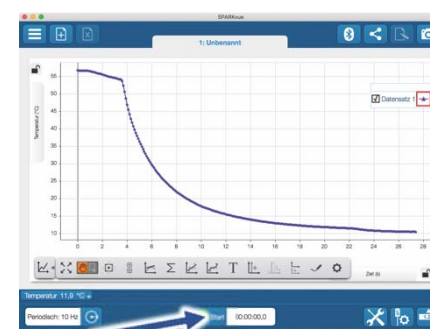 SPARKvue
1: Unbenannt
Temperatur (°C)
55
50
45
40
35
30
25
20
15
10
Datensatz 1
0 2 4 6 8 10 12 14 16 18 20 22 24 26 28
Zeit (s)
Temperatur 11,9 °C
Periodisch: 10 Hz
Start
00:00:00,0